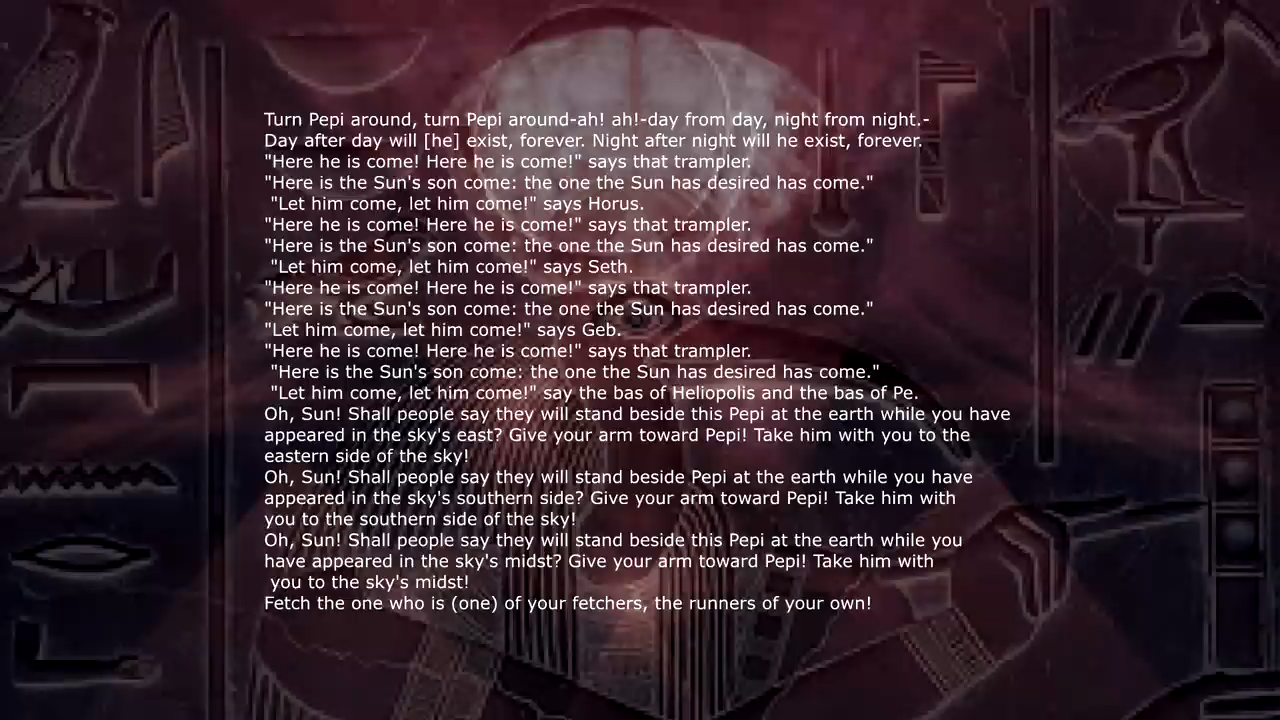 Turn Pepi around, turn Pepi around-ah! ah!-day from day, night from night.-
Day after day will [he] exist, forever. Night after night will he exist, forever.
"Here he is come! Here he is come!" says that trampler.
"Here is the Sun's son come: the one the Sun has desired has come."
"Let him come, let him come!" says Horus.
"Here he is come! Here he is come!" says that trampler.
"Here is the Sun's son come: the one the Sun has desired has come."
"Let him come, let him come!" says Seth.
"Here he is come! Here he is come!" says that trampler.
"Here is the Sun's son come: the one the Sun has desired has come."
"Let him come, let him come!" says Geb.
"Here he is come! Here he is come!" says that trampler.
"Here is the Sun's son come: the one the Sun has desired has come."
"Let him come, let him come!" say the bas of Heliopolis and the bas of Pe.
Oh, Sun! Shall people say they will stand beside this Pepi at the earth while you have
appeared in the sky's east? Give your arm toward Pepi! Take him with you to the
eastern side of the sky!
Oh, Sun! Shall people say they will stand beside Pepi at the earth while you have
appeared in the sky's southern side? Give your arm toward Pepi! Take him with
you to the southern side of the sky!
Oh, Sun! Shall people say they will stand beside this Pepi at the earth while you
have appeared in the sky's midst? Give your arm toward Pepi! Take him with
you to the sky's midst!
Fetch the one who is (one) of your fetchers, the runners of your own!